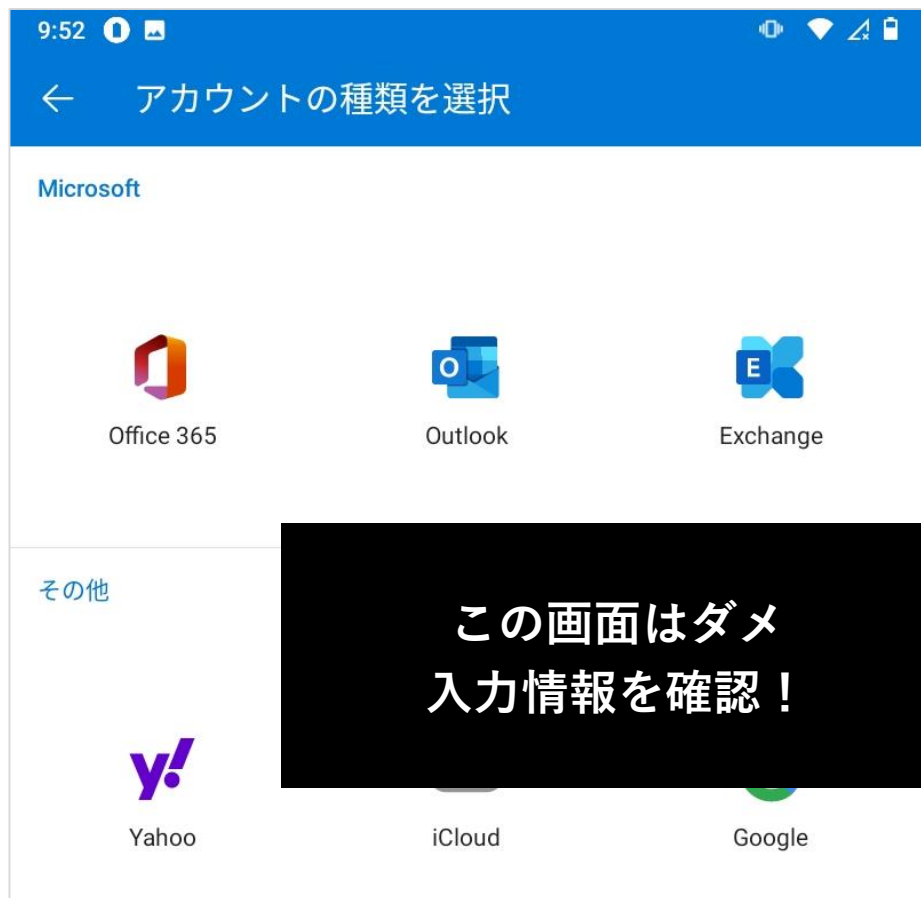 9:52
アカウントの種類を選択
Microsoft
O
E
Office 365
Outlook
Exchange
その他
この画面はダメ
入力情報を確認！
y!
Yahoo
iCloud
Google